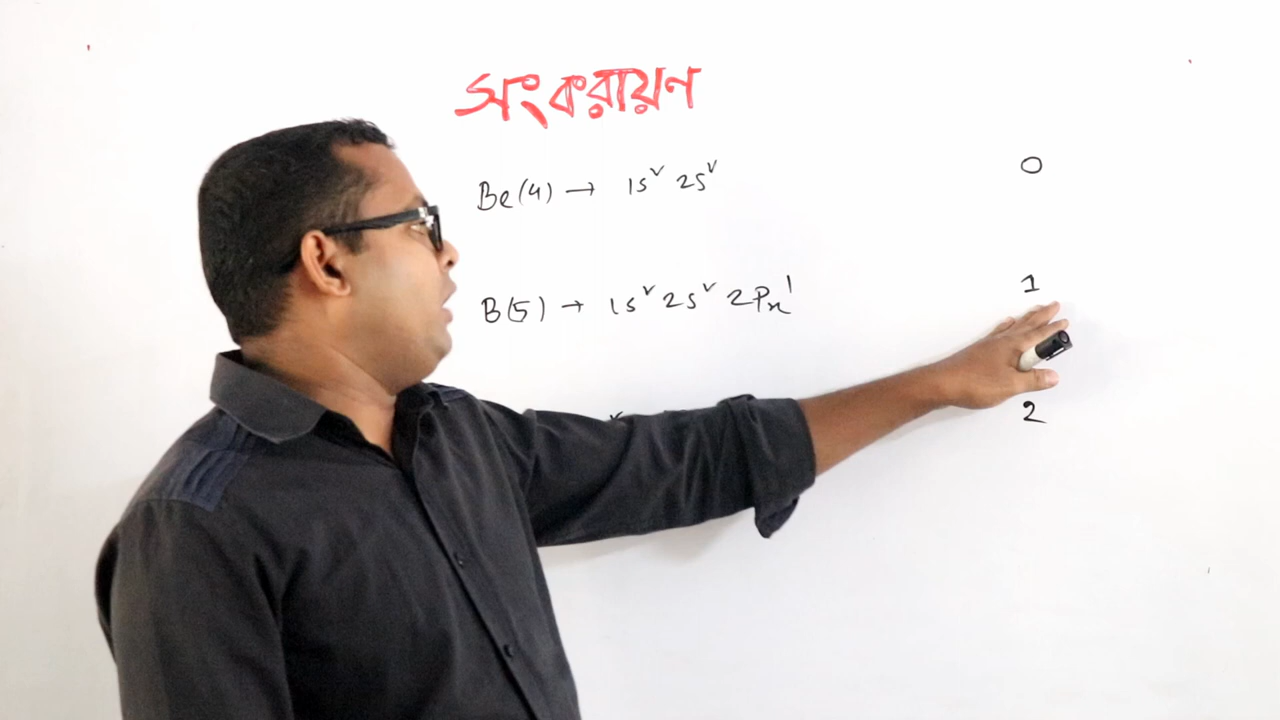 সংকরায়ন
Be(4) → 1s² 2s² 0
B(5) → 1s² 2s² 2Px¹ 1
2